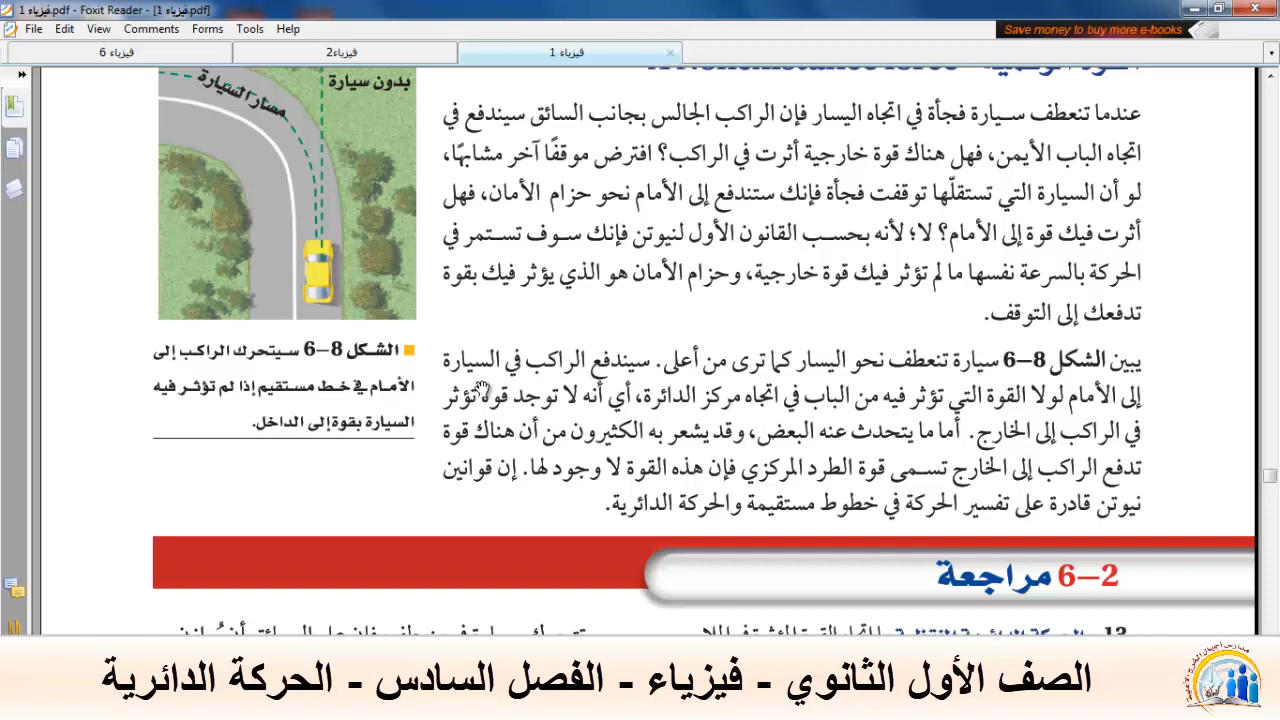 فيزياء 1.pdf - Foxit Reader - [فيزياء 1.pdf]
File Edit View Comments Forms Tools Help
Save money to buy more e-books
فيزياء 6
فيزياء2
فيزياء 1
بدون سيارة
مسار السيارة
عندما تنعطف سيارة فجأة في اتجاه اليسار فإن الراكب الجالس بجانب السائق سيندفع في
اتجاه الباب الأيمن، فهل هناك قوة خارجية أثرت في الراكب؟ افترض موقفًا آخر مشابهًا،
لو أن السيارة التي تستقلّها توقفت فجأة فإنك ستندفع إلى الأمام نحو حزام الأمان، فهل
أثرت فيك قوة إلى الأمام؟ لا؛ لأنه بحسب القانون الأول لنيوتن فإنك سوف تستمر في
الحركة بالسرعة نفسها ما لم تؤثر فيك قوة خارجية، وحزام الأمان هو الذي يؤثر فيك بقوة
تدفعك إلى التوقف.
يبين الشكل 8–6 سيارة تنعطف نحو اليسار كما ترى من أعلى. سيندفع الراكب في السيارة
إلى الأمام لولا القوة التي تؤثر فيه من الباب في اتجاه مركز الدائرة، أي أنه لا توجد قوة تؤثر
في الراكب إلى الخارج. أما ما يتحدث عنه البعض، وقد يشعر به الكثيرون من أن هناك قوة
تدفع الراكب إلى الخارج تسمى قوة الطرد المركزي فإن هذه القوة لا وجود لها. إن قوانين
نيوتن قادرة على تفسير الحركة في خطوط مستقيمة والحركة الدائرية.
الشكل 8–6 سيتحرك الراكب إلى
الأمام في خط مستقيم إذا لم تؤثر فيه
السيارة بقوة إلى الداخل.
6–2 مراجعة
الصف الأول الثانوي - فيزياء - الفصل السادس - الحركة الدائرية